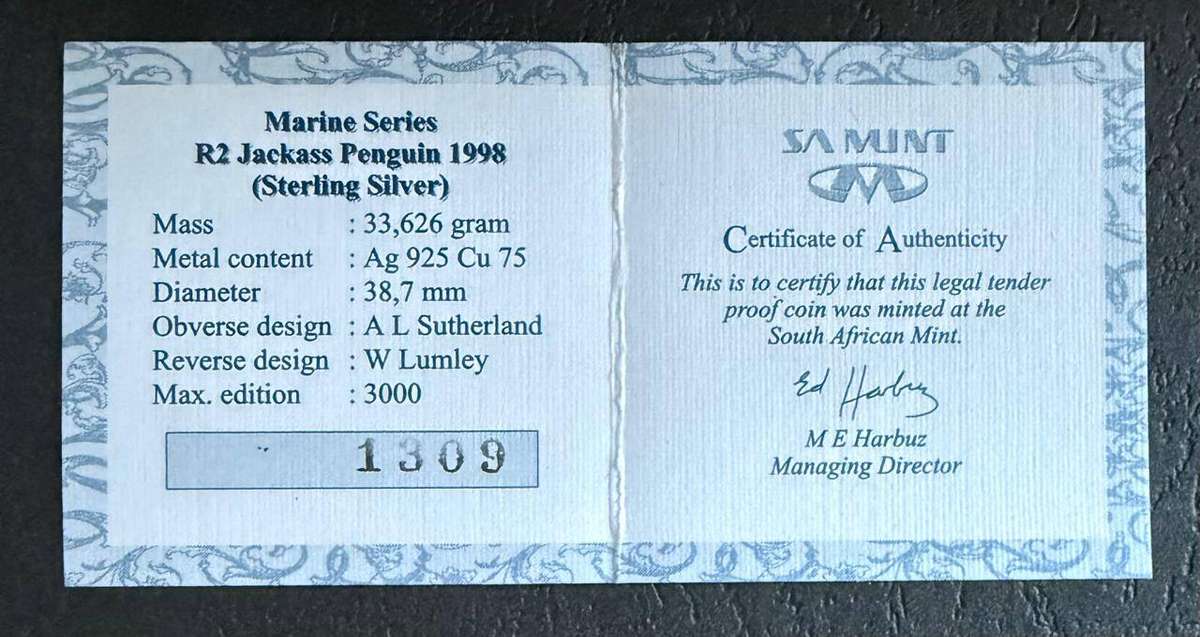 Marine Series
R2 Jackass Penguin 1998
(Sterling Silver)
Mass : 33,626 gram
Metal content : Ag 925 Cu 75
Diameter : 38,7 mm
Obverse design : A L Sutherland
Reverse design : W Lumley
Max. edition : 3000
1309
SA MINT
Certificate of Authenticity
This is to certify that this legal tender
proof coin was minted at the
South African Mint.
Ed Harbuz
M E Harbuz
Managing Director